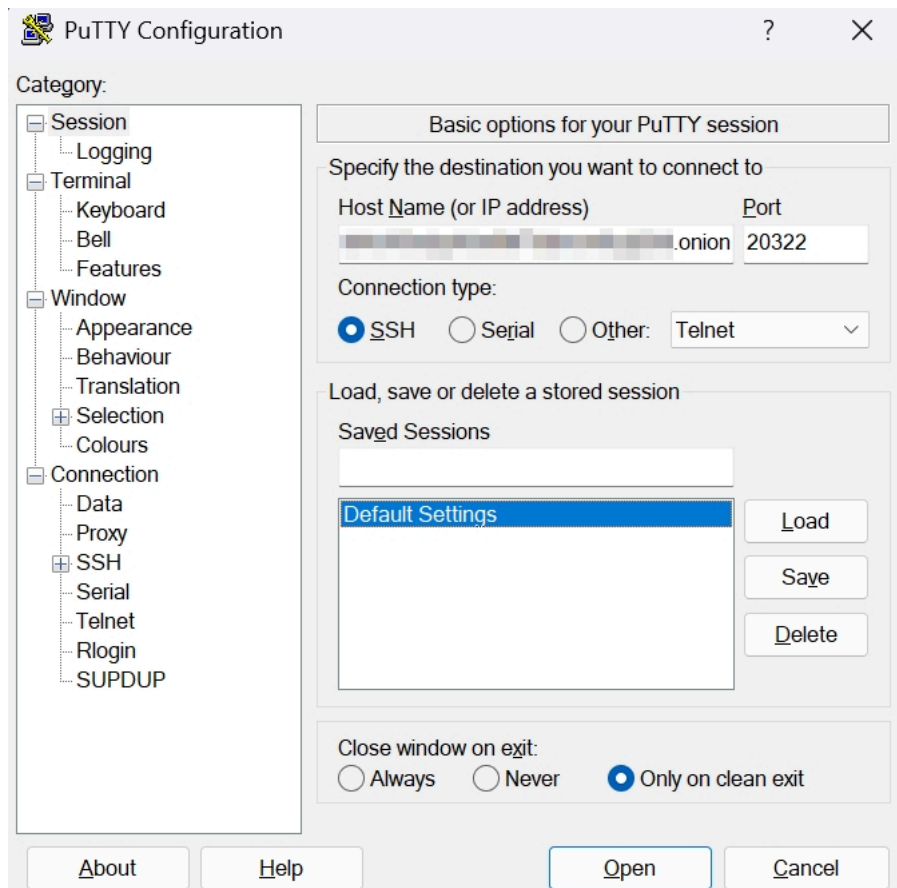 PuTTY Configuration ? X
Category:
Session
Logging
Terminal
Keyboard
Bell
Features
Window
Appearance
Behaviour
Translation
Selection
Colours
Connection
Data
Proxy
SSH
Serial
Telnet
Rlogin
SUPDUP
Basic options for your PuTTY session
Specify the destination you want to connect to
Host Name (or IP address) Port
.onion 20322
Connection type:
SSH Serial Other: Telnet
Load, save or delete a stored session
Saved Sessions
Default Settings
Load
Save
Delete
Close window on exit:
Always Never Only on clean exit
About Help Open Cancel